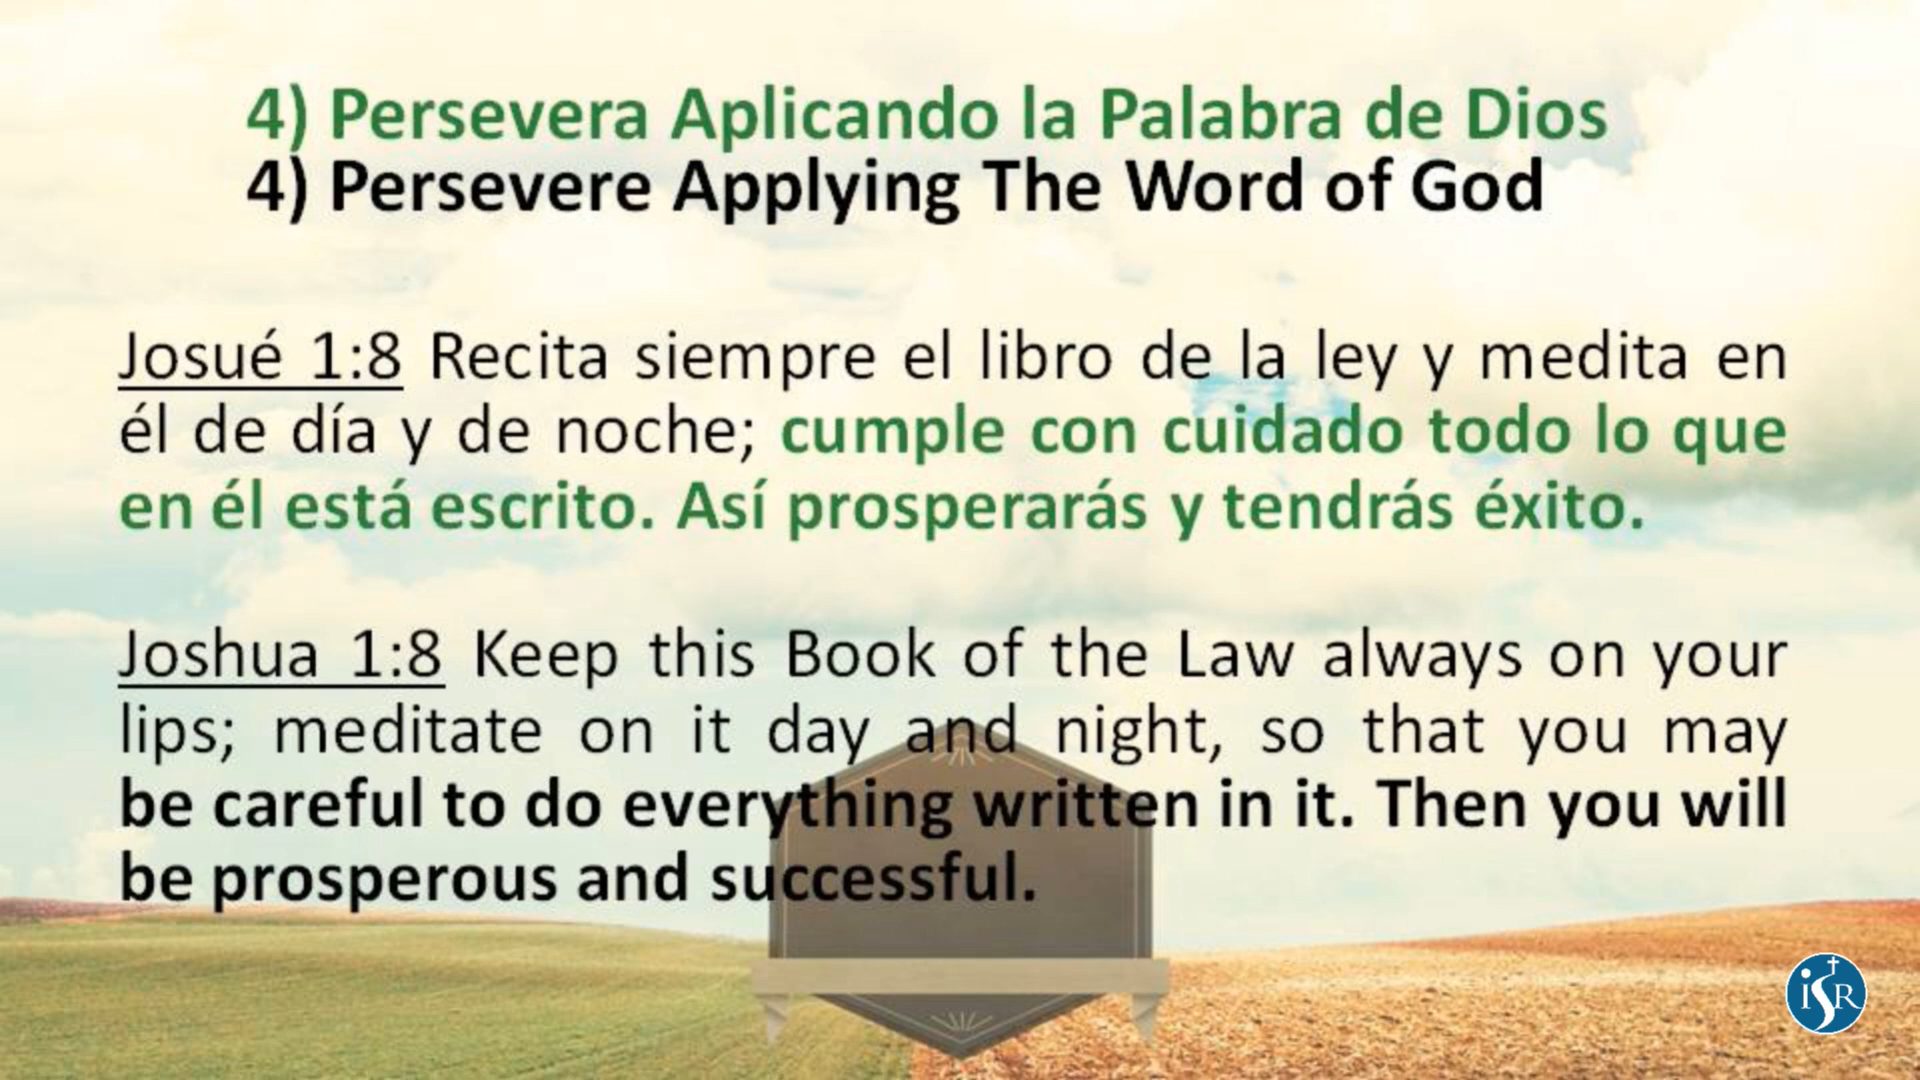 4) Persevera Aplicando la Palabra de Dios
4) Persevere Applying The Word of God
Josué 1:8 Recita siempre el libro de la ley y medita en
él de día y de noche; cumple con cuidado todo lo que
en él está escrito. Así prosperarás y tendrás éxito.
Joshua 1:8 Keep this Book of the Law always on your
lips; meditate on it day and night, so that you may
be careful to do everything written in it. Then you will
be prosperous and successful.
iSR